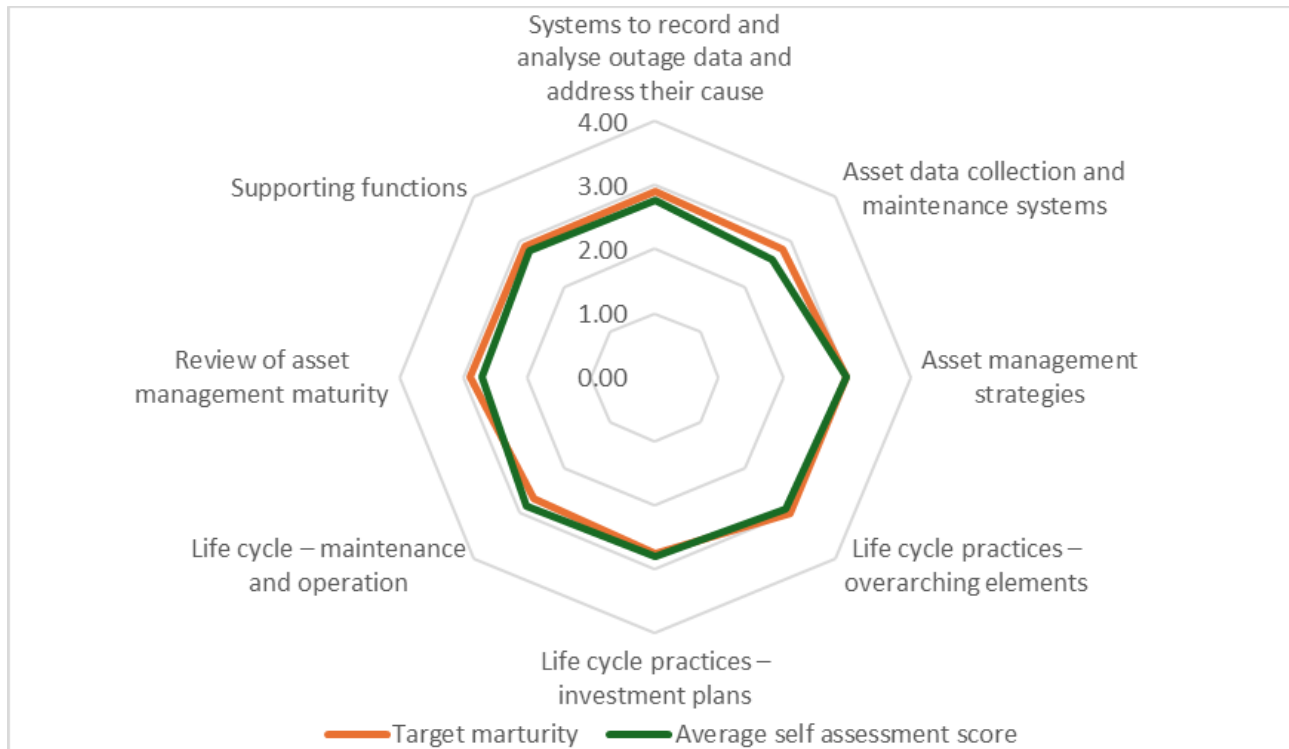 Systems to record and
analyse outage data and
address their cause
4.00
3.00
2.00
1.00
0.00
Asset data collection and
maintenance systems
Asset management
strategies
Life cycle practices –
overarching elements
Life cycle practices –
investment plans
Life cycle – maintenance
and operation
Review of asset
management maturity
Supporting functions
Target marturity
Average self assessment score